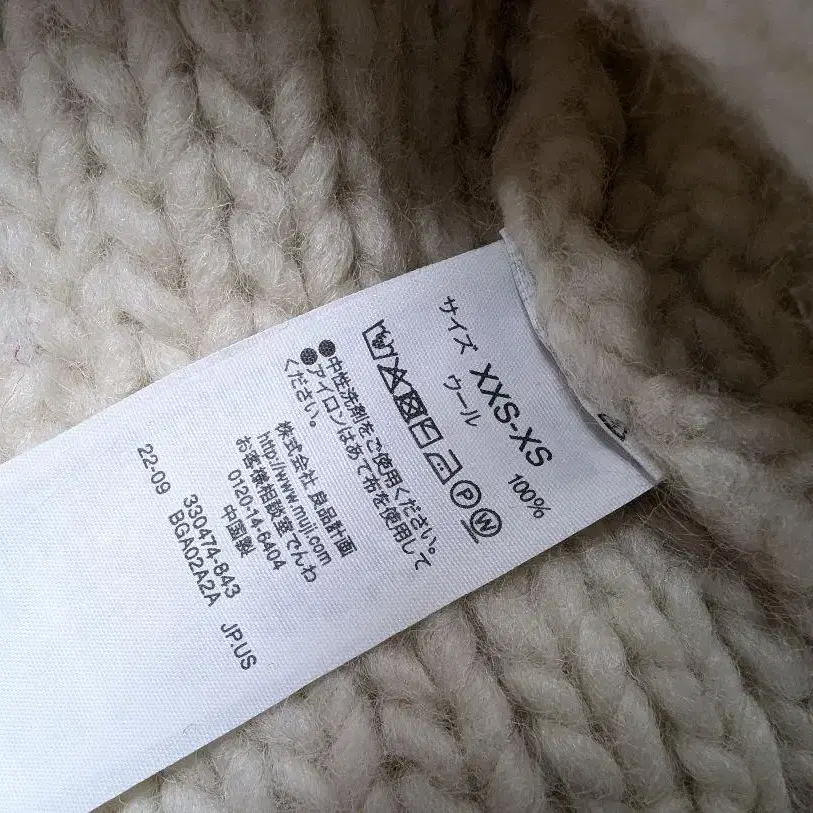 サイズ XXS-XS
ウール 100%
P W
●中性洗剤をご使用ください。
●アイロンはあて布を使用して
ください。
株式会社 良品計画
http://www.muji.com
お客様相談室でんわ
0120-14-6404
中国製
330474-843
22-09 BGA02A2A JP.US